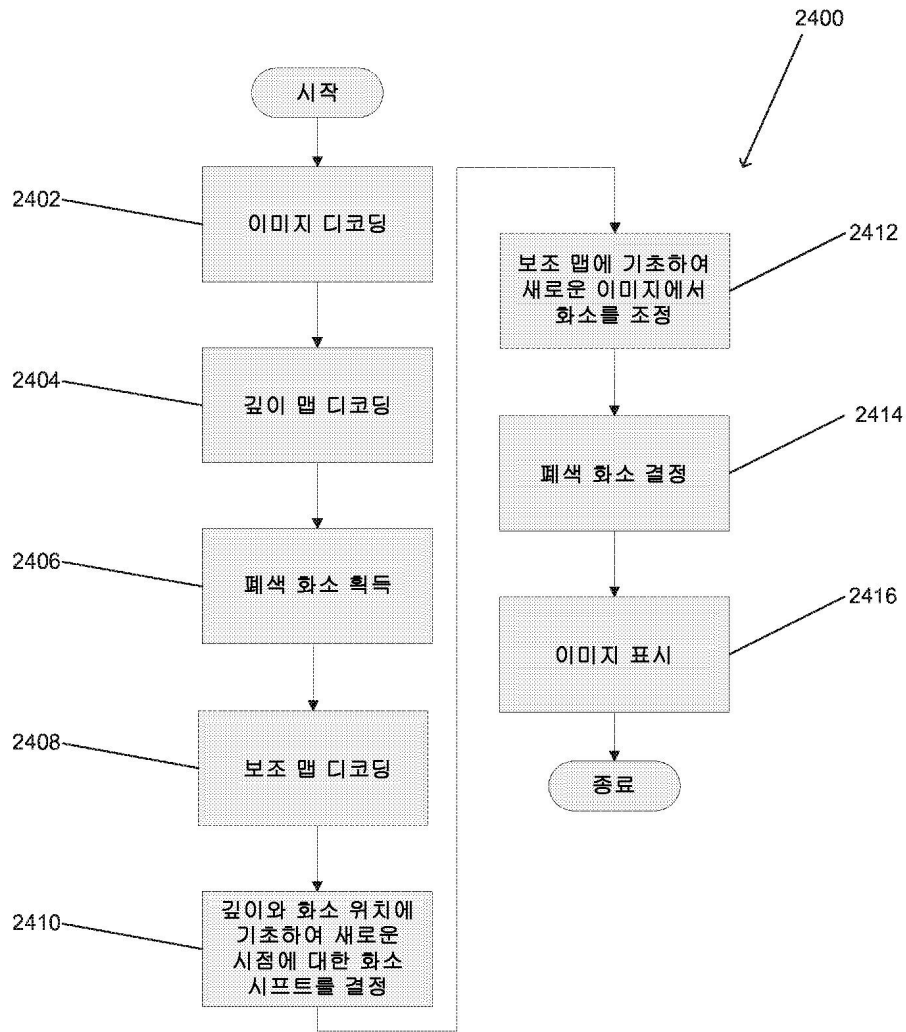 2400
시작
2402
이미지 디코딩
2404
깊이 맵 디코딩
2406
폐색 화소 획득
2408
보조 맵 디코딩
2410
깊이와 화소 위치에
기초하여 새로운
시점에 대한 화소
시프트를 결정
2412
보조 맵에 기초하여
새로운 이미지에서
화소를 조정
2414
폐색 화소 결정
2416
이미지 표시
종료